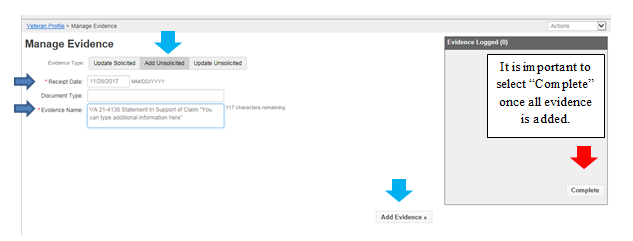 Veteran Profile > Manage Evidence
Actions
Manage Evidence
Evidence Type: Update Solicited Add Unsolicited Update Unsolicited
* Receipt Date: 11/28/2017 MM/DD/YYYY
Document Type:
* Evidence Name: VA 21-4138 Statement In Support of Claim "You
can type additional information here"
117 characters remaining
Add Evidence »
Evidence Logged (0)
It is important to
select “Complete”
once all evidence
is added.
Complete